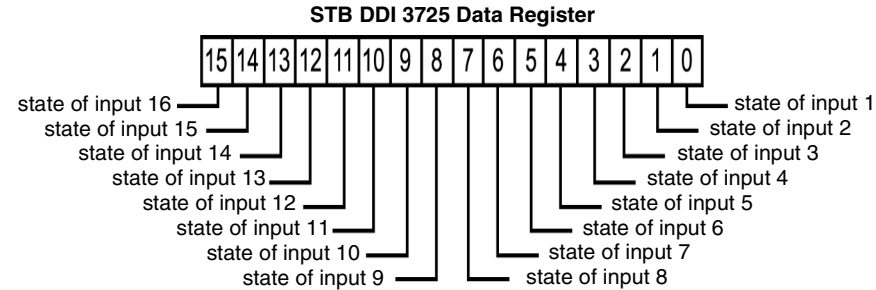 STB DDI 3725 Data Register
15 14 13 12 11 10 9 8 7 6 5 4 3 2 1 0
state of input 16
state of input 15
state of input 14
state of input 13
state of input 12
state of input 11
state of input 10
state of input 9
state of input 1
state of input 2
state of input 3
state of input 4
state of input 5
state of input 6
state of input 7
state of input 8